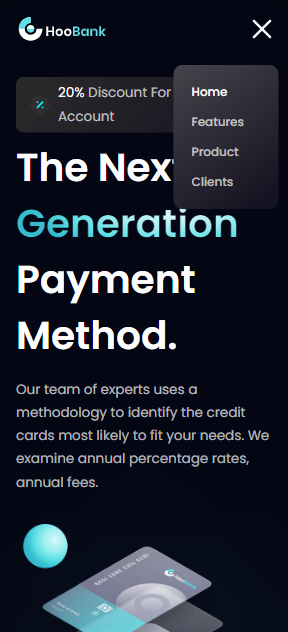 HooBank
20% Discount For
Account
Home
Features
Product
Clients
The Next
Generation
Payment
Method.
Our team of experts uses a
methodology to identify the credit
cards most likely to fit your needs. We
examine annual percentage rates,
annual fees.
HooBank